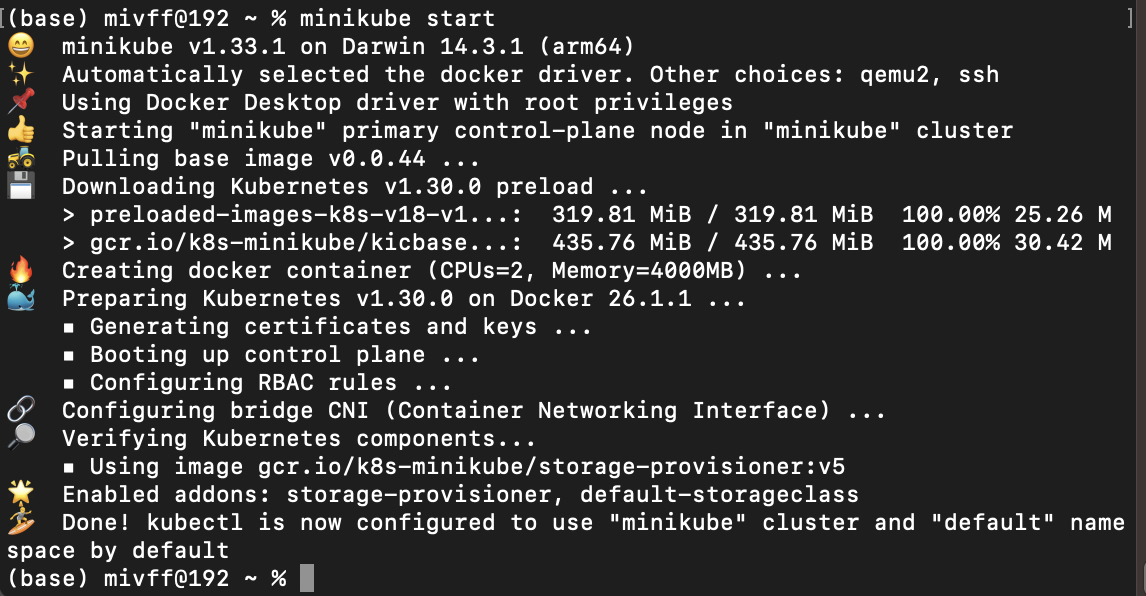 [(base) mivff@192 ~ % minikube start ]
😄 minikube v1.33.1 on Darwin 14.3.1 (arm64)
✨ Automatically selected the docker driver. Other choices: qemu2, ssh
📌 Using Docker Desktop driver with root privileges
👍 Starting "minikube" primary control-plane node in "minikube" cluster
🚜 Pulling base image v0.0.44 ...
💾 Downloading Kubernetes v1.30.0 preload ...
> preloaded-images-k8s-v18-v1...: 319.81 MiB / 319.81 MiB 100.00% 25.26 M
> gcr.io/k8s-minikube/kicbase...: 435.76 MiB / 435.76 MiB 100.00% 30.42 M
🔥 Creating docker container (CPUs=2, Memory=4000MB) ...
🐳 Preparing Kubernetes v1.30.0 on Docker 26.1.1 ...
▪ Generating certificates and keys ...
▪ Booting up control plane ...
▪ Configuring RBAC rules ...
🔗 Configuring bridge CNI (Container Networking Interface) ...
🔎 Verifying Kubernetes components...
▪ Using image gcr.io/k8s-minikube/storage-provisioner:v5
🌟 Enabled addons: storage-provisioner, default-storageclass
🏄 Done! kubectl is now configured to use "minikube" cluster and "default" name
space by default
(base) mivff@192 ~ %